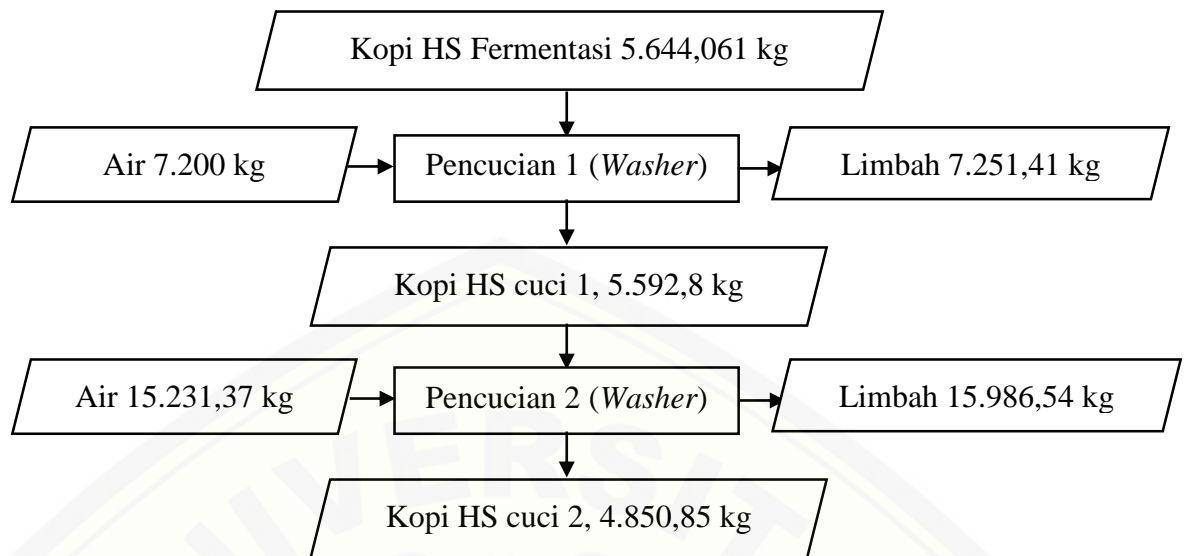 Kopi HS Fermentasi 5.644,061 kg
Air 7.200 kg
Pencucian 1 (Washer)
Limbah 7.251,41 kg
Kopi HS cuci 1, 5.592,8 kg
Air 15.231,37 kg
Pencucian 2 (Washer)
Limbah 15.986,54 kg
Kopi HS cuci 2, 4.850,85 kg